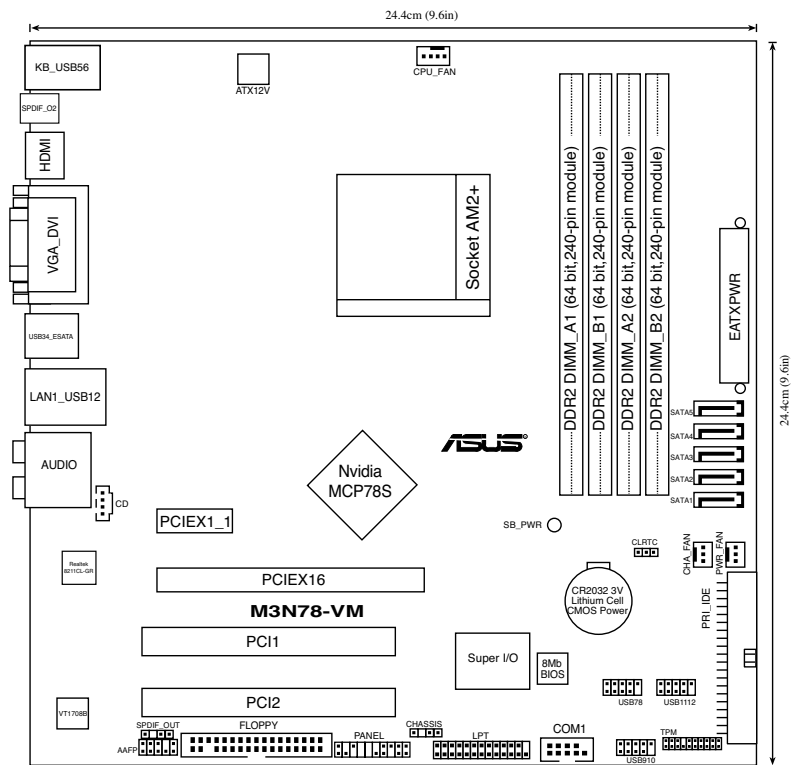 24.4cm (9.6in)
KB_USB56
ATX12V
CPU_FAN
SPDIF_O2
HDMI
VGA_DVI
Socket AM2+
DDR2 DIMM_A1 (64 bit,240-pin module)
DDR2 DIMM_B1 (64 bit,240-pin module)
DDR2 DIMM_A2 (64 bit,240-pin module)
DDR2 DIMM_B2 (64 bit,240-pin module)
EATXPWR
24.4cm (9.6in)
USB34_ESATA
LAN1_USB12
SATA5
SATA4
SATA3
SATA2
SATA1
AUDIO
ASUS
Nvidia
MCP78S
CD
PCIEX1_1
SB_PWR
CLRTC
CHA_FAN
PWR_FAN
Realtek
8211CL-GR
PCIEX16
CR2032 3V
Lithium Cell
CMOS Power
PRI_IDE
M3N78-VM
PCI1
Super I/O
8Mb
BIOS
PCI2
USB78
USB1112
VT1708B
SPDIF_OUT
FLOPPY
CHASSIS
COM1
AAFP
PANEL
LPT
TPM
USB910